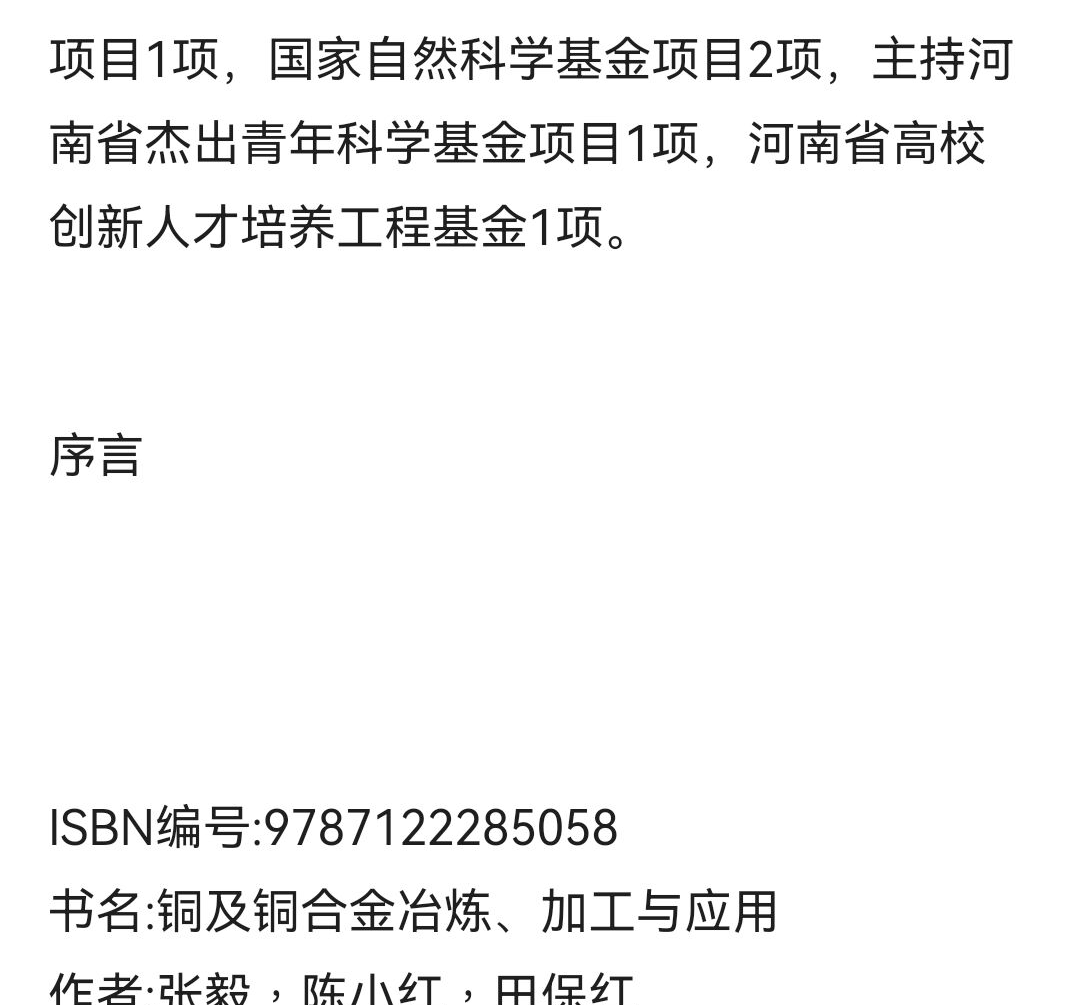 项目1项，国家自然科学基金项目2项，主持河
南省杰出青年科学基金项目1项，河南省高校
创新人才培养工程基金1项。
序言
ISBN编号:9787122285058
书名:铜及铜合金冶炼、加工与应用
作者:张毅，陈小红，田保红